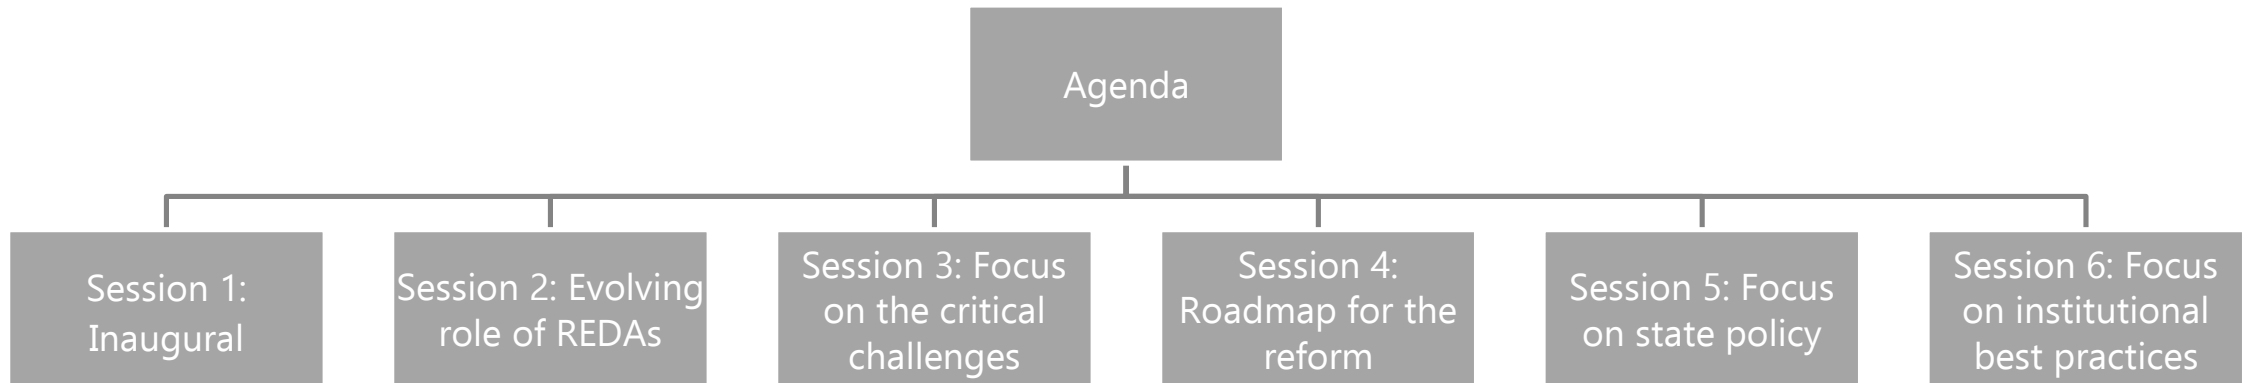 Agenda
Session 1:
Inaugural
Session 2: Evolving
role of REDAs
Session 3: Focus
on the critical
challenges
Session 4:
Roadmap for the
reform
Session 5: Focus
on state policy
Session 6: Focus
on institutional
best practices